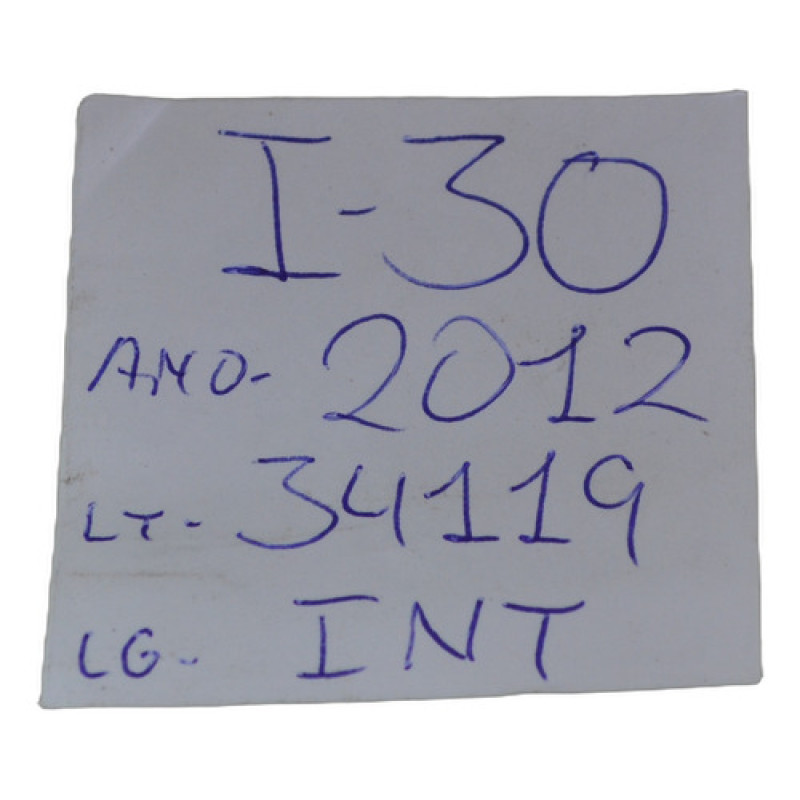 I-30
ANO- 2012
LT- 34119
LG- INT